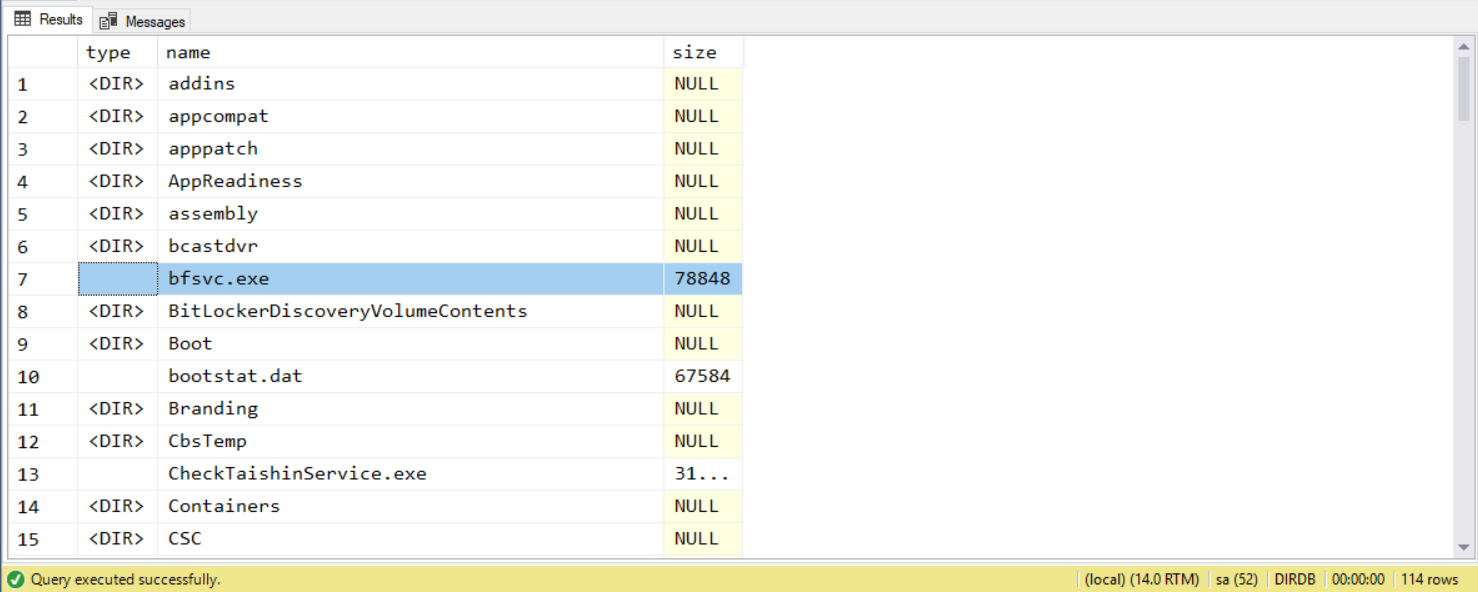 Results Messages
type name size
1 <DIR> addins NULL
2 <DIR> appcompat NULL
3 <DIR> apppatch NULL
4 <DIR> AppReadiness NULL
5 <DIR> assembly NULL
6 <DIR> bcastdvr NULL
7 bfsvc.exe 78848
8 <DIR> BitLockerDiscoveryVolumeContents NULL
9 <DIR> Boot NULL
10 bootstat.dat 67584
11 <DIR> Branding NULL
12 <DIR> CbsTemp NULL
13 CheckTaishinService.exe 31...
14 <DIR> Containers NULL
15 <DIR> CSC NULL
Query executed successfully. (local) (14.0 RTM) sa (52) DIRDB 00:00:00 114 rows